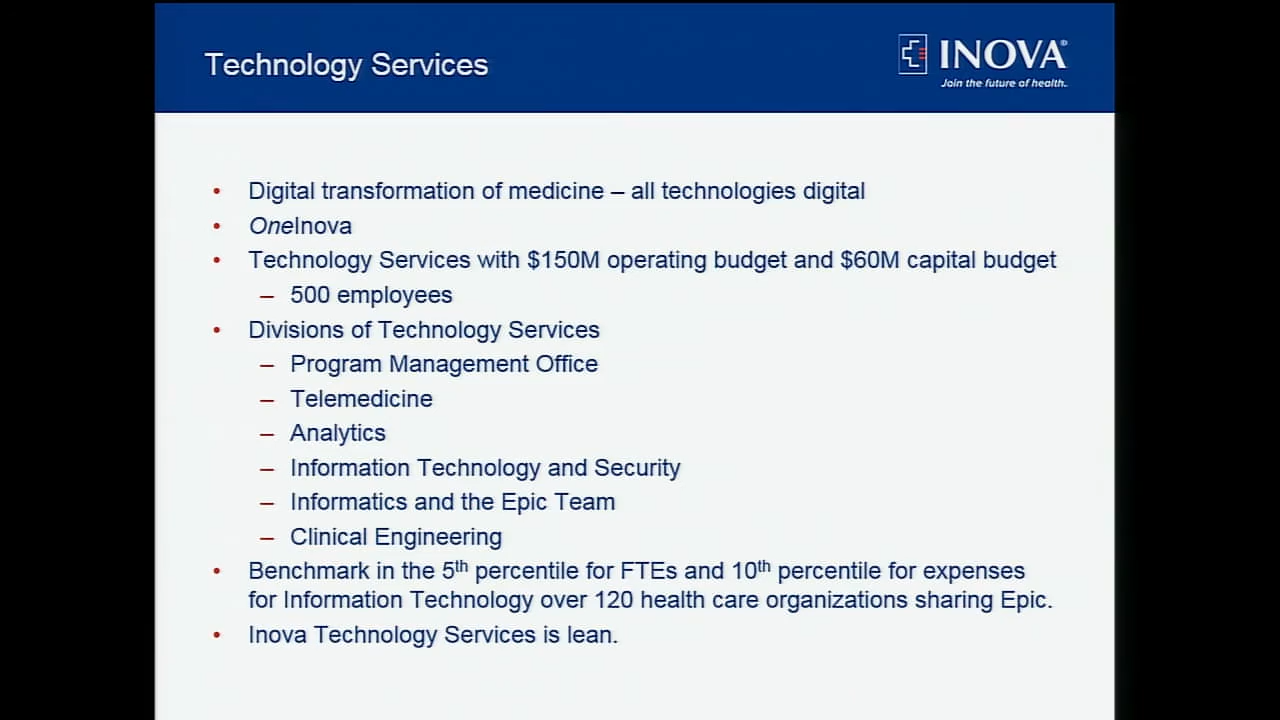 Technology Services
INOVA®
Join the future of health.
• Digital transformation of medicine – all technologies digital
• OneInova
• Technology Services with $150M operating budget and $60M capital budget
– 500 employees
• Divisions of Technology Services
– Program Management Office
– Telemedicine
– Analytics
– Information Technology and Security
– Informatics and the Epic Team
– Clinical Engineering
• Benchmark in the 5th percentile for FTEs and 10th percentile for expenses
for Information Technology over 120 health care organizations sharing Epic.
• Inova Technology Services is lean.